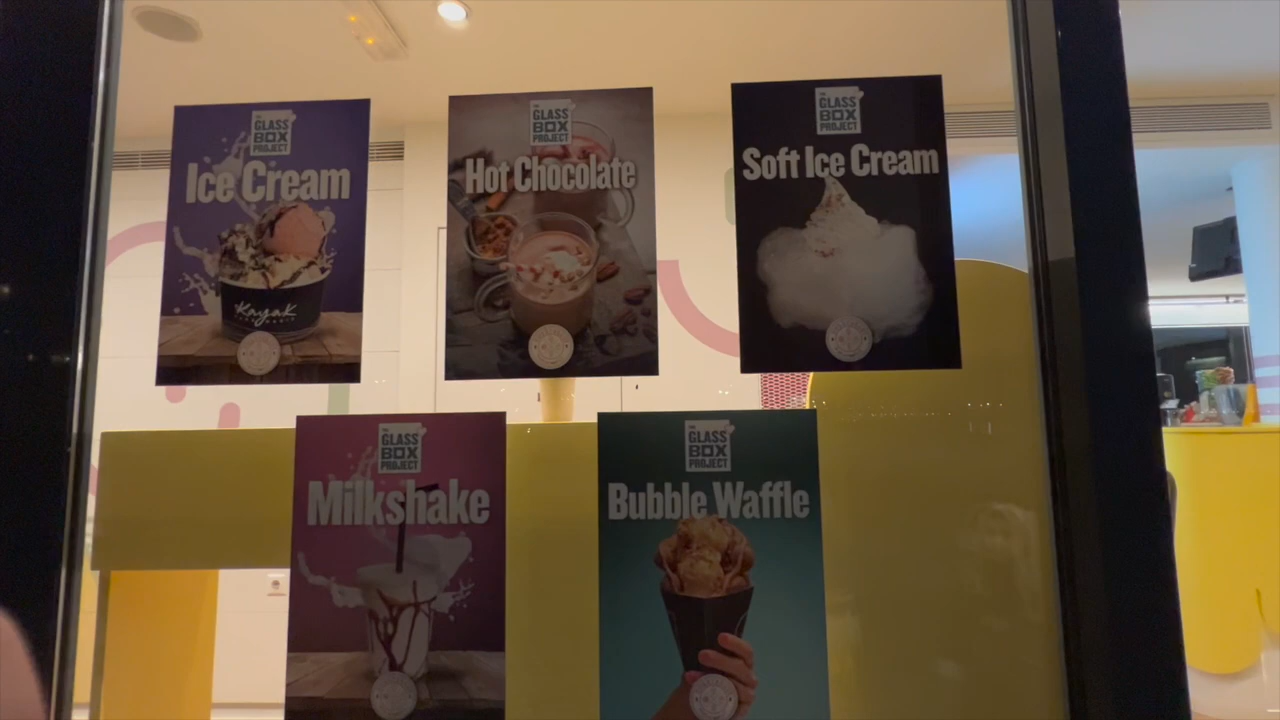 THE
GLASS
BOX
PROJECT
Ice Cream
Kayak
THE
GLASS
BOX
PROJECT
Hot Chocolate
THE
GLASS
BOX
PROJECT
Soft Ice Cream
THE
GLASS
BOX
PROJECT
Milkshake
THE
GLASS
BOX
PROJECT
Bubble Waffle